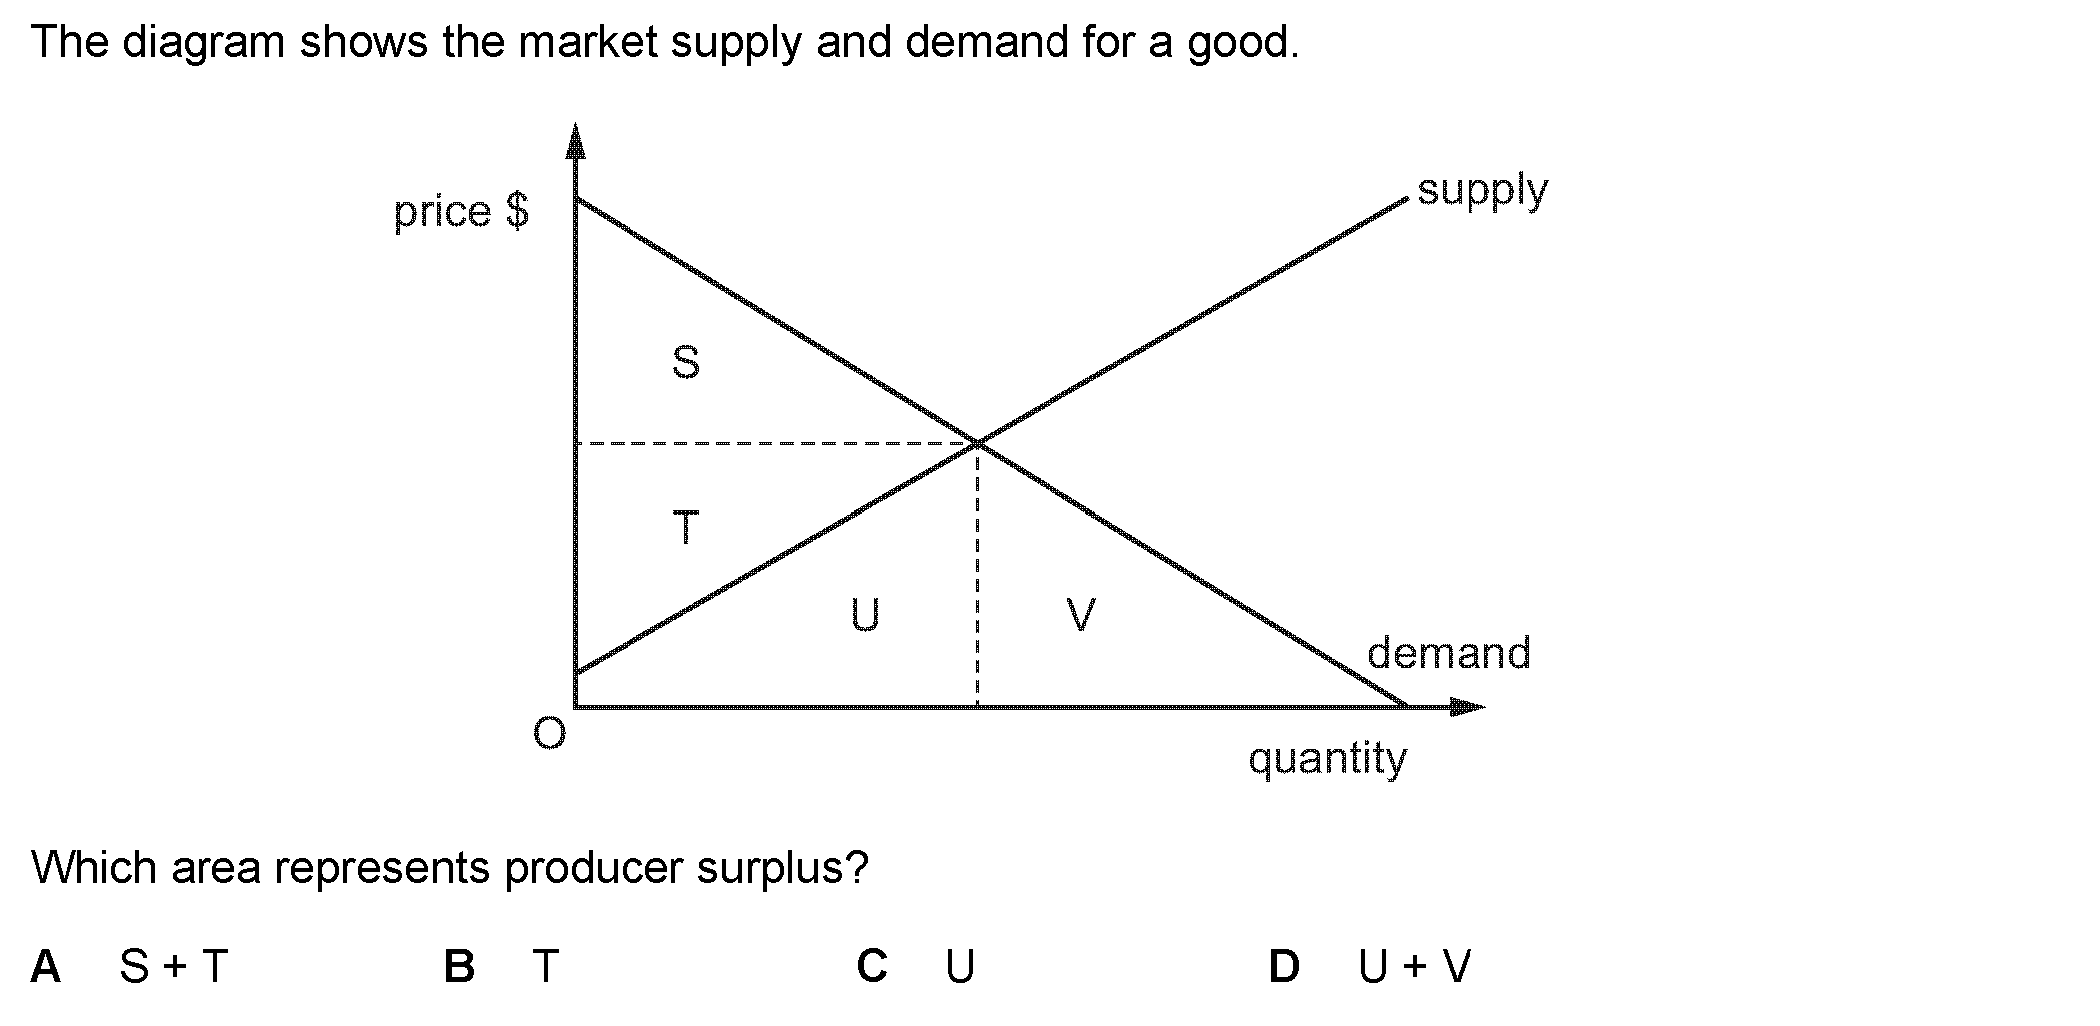 The diagram shows the market supply and demand for a good.
price $
supply
S
T
U
V
demand
O
quantity
Which area represents producer surplus?
A S + T B T C U D U + V